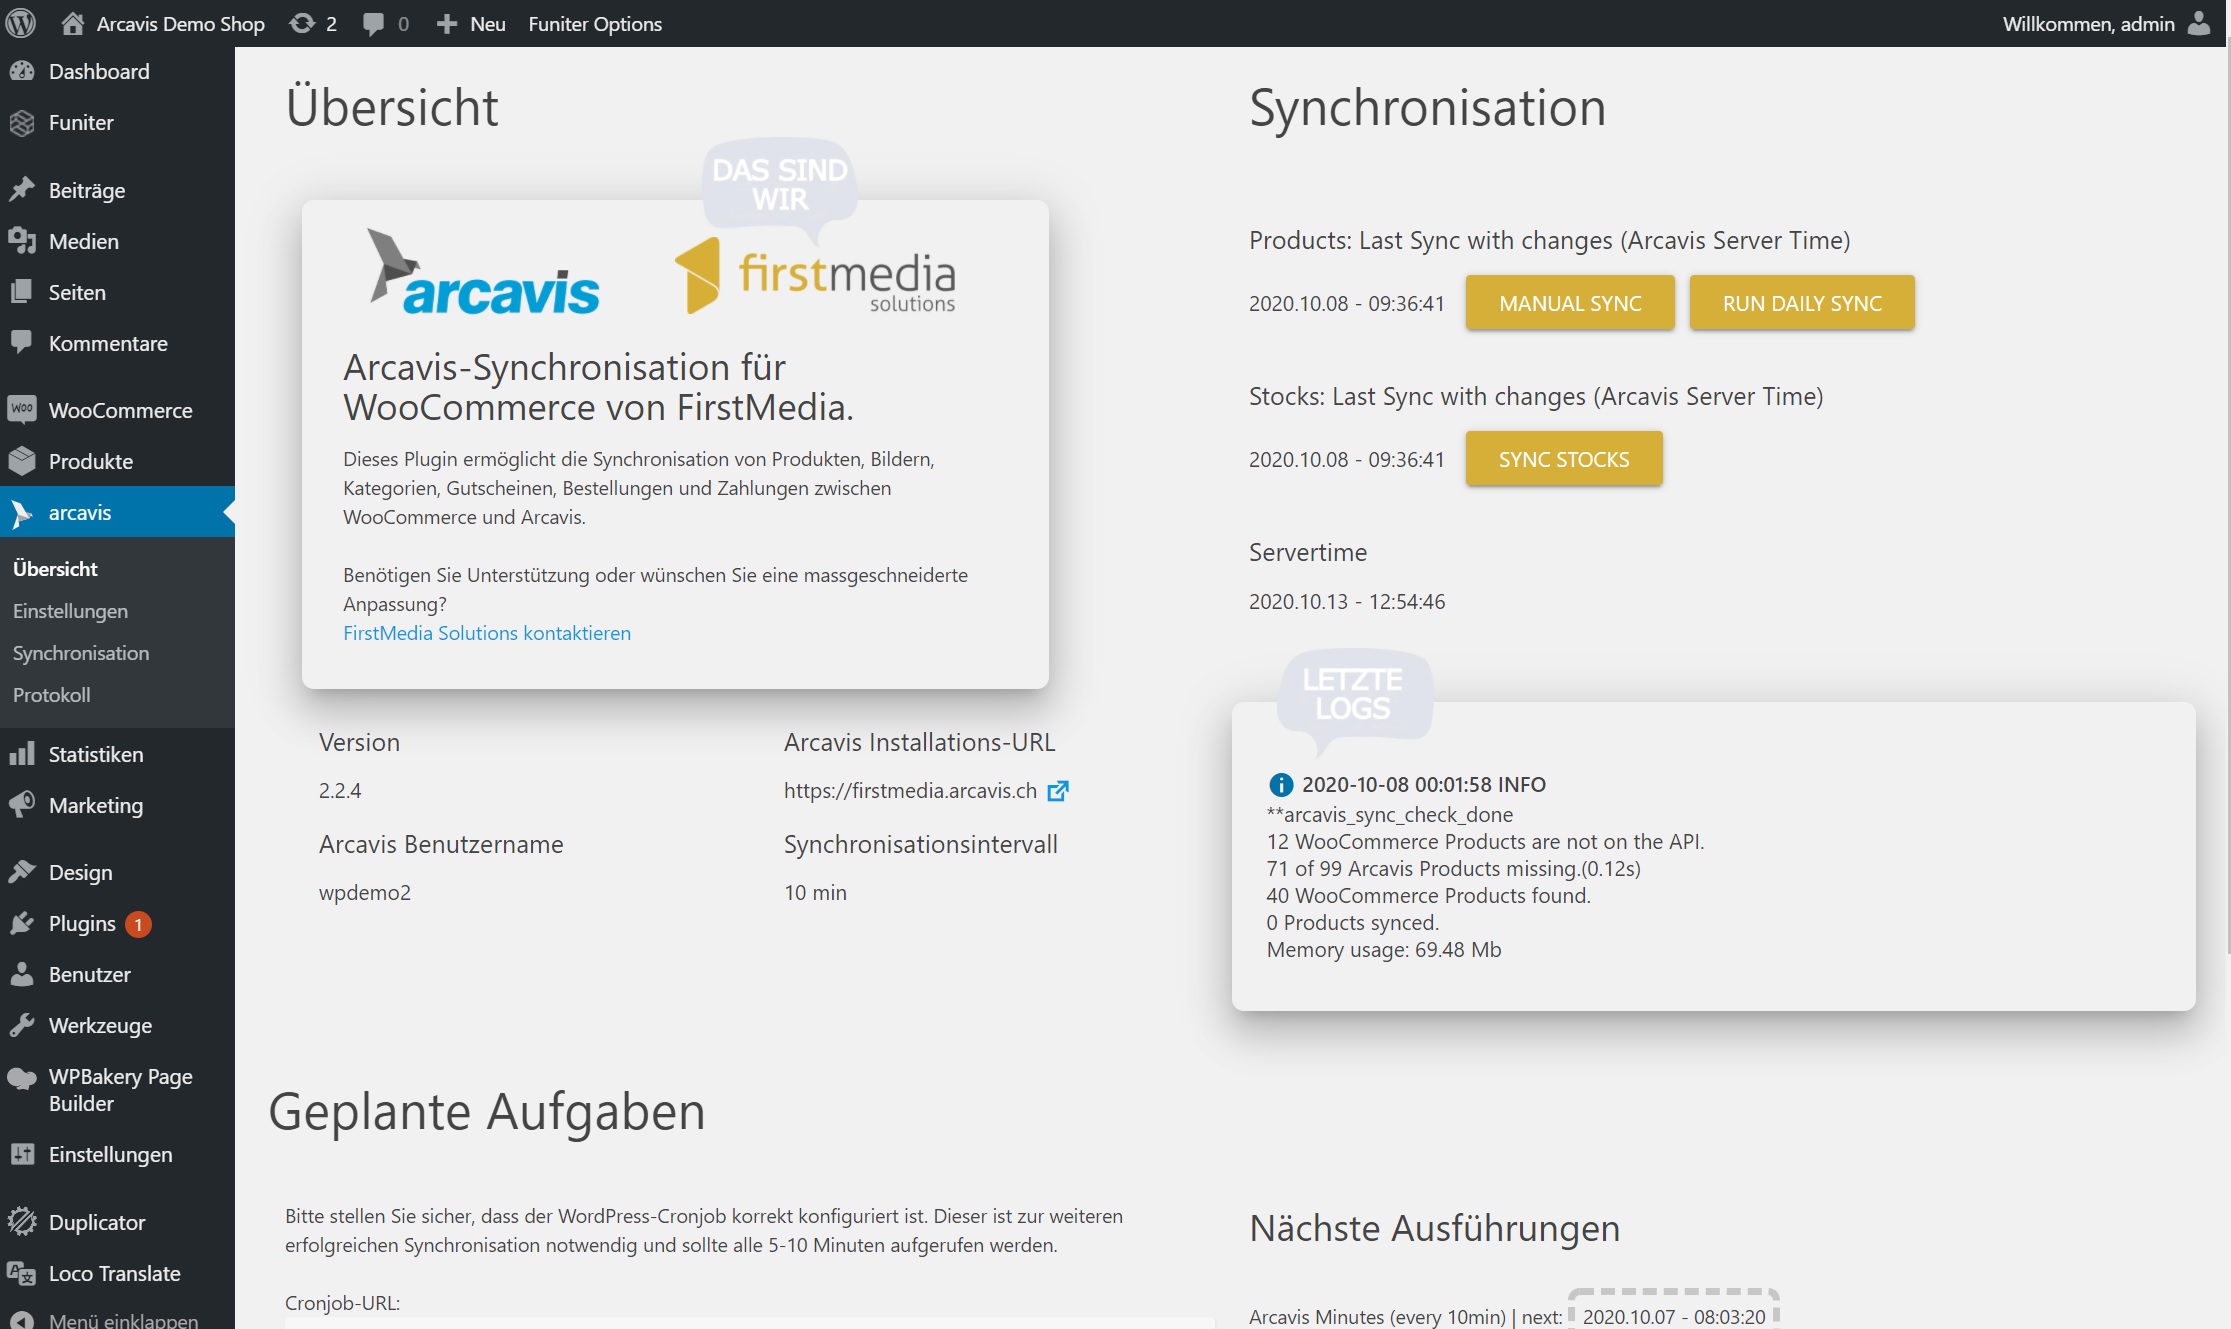 Arcavis Demo Shop
2
0
Neu
Funiter Options
Willkommen, admin
Dashboard
Funiter
Beiträge
Medien
Seiten
Kommentare
WOO
WooCommerce
Produkte
arcavis
Übersicht
Einstellungen
Synchronisation
Protokoll
Statistiken
Marketing
Design
Plugins 1
Benutzer
Werkzeuge
WPBakery Page
Builder
Einstellungen
Duplicator
Loco Translate
Menü einklappen
Übersicht
DAS SIND
WIR
arcavis
firstmedia
solutions
Arcavis-Synchronisation für
WooCommerce von FirstMedia.
Dieses Plugin ermöglicht die Synchronisation von Produkten, Bildern,
Kategorien, Gutscheinen, Bestellungen und Zahlungen zwischen
WooCommerce und Arcavis.
Benötigen Sie Unterstützung oder wünschen Sie eine massgeschneiderte
Anpassung?
FirstMedia Solutions kontaktieren
Version
2.2.4
Arcavis Installations-URL
https://firstmedia.arcavis.ch
Arcavis Benutzername
wpdemo2
Synchronisationsintervall
10 min
Synchronisation
Products: Last Sync with changes (Arcavis Server Time)
2020.10.08 - 09:36:41
MANUAL SYNC
RUN DAILY SYNC
Stocks: Last Sync with changes (Arcavis Server Time)
2020.10.08 - 09:36:41
SYNC STOCKS
Servertime
2020.10.13 - 12:54:46
LETZTE
LOGS
2020-10-08 00:01:58 INFO
**arcavis_sync_check_done
12 WooCommerce Products are not on the API.
71 of 99 Arcavis Products missing.(0.12s)
40 WooCommerce Products found.
0 Products synced.
Memory usage: 69.48 Mb
Geplante Aufgaben
Bitte stellen Sie sicher, dass der WordPress-Cronjob korrekt konfiguriert ist. Dieser ist zur weiteren
erfolgreichen Synchronisation notwendig und sollte alle 5-10 Minuten aufgerufen werden.
Cronjob-URL:
Nächste Ausführungen
Arcavis Minutes (every 10min) | next: 2020.10.07 - 08:03:20